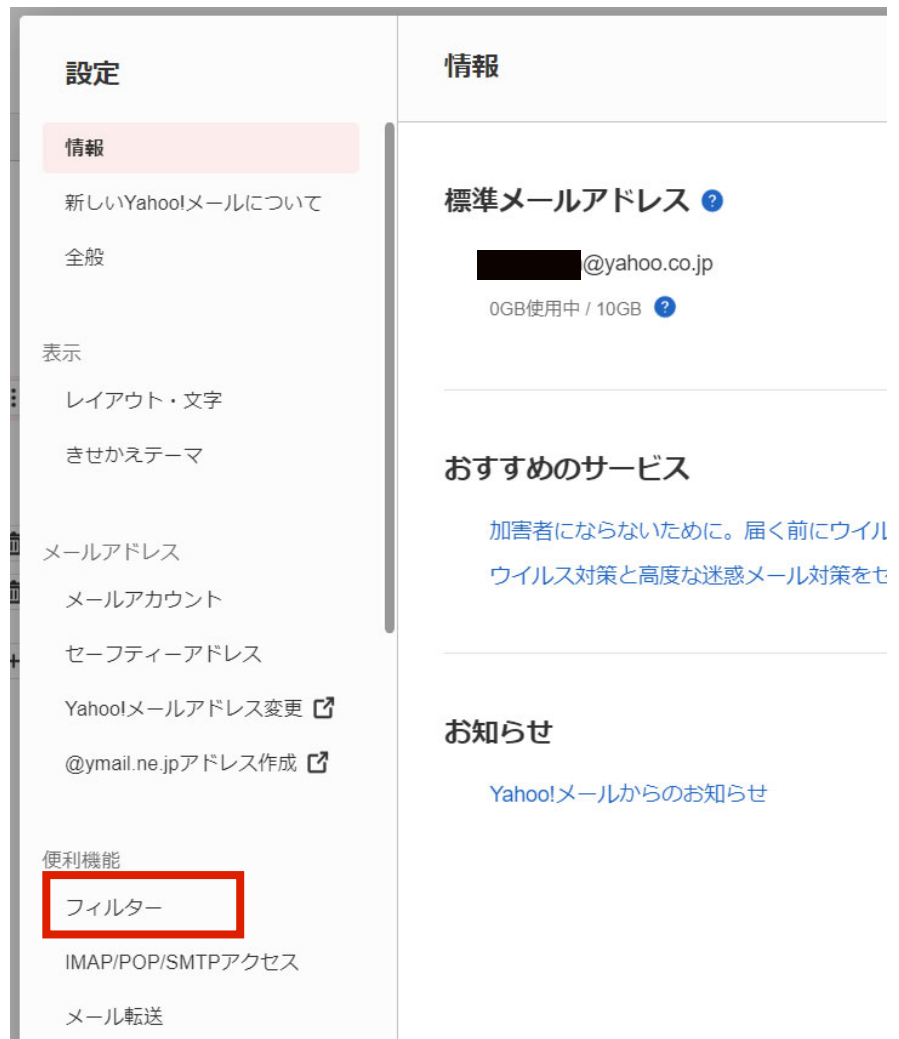 設定
情報
新しいYahoo!メールについて
全般
表示
レイアウト・文字
きせかえテーマ
メールアドレス
メールアカウント
セーフティーアドレス
Yahoo!メールアドレス変更
@ymail.ne.jpアドレス作成
便利機能
フィルター
IMAP/POP/SMTPアクセス
メール転送
情報
標準メールアドレス
@yahoo.co.jp
0GB使用中 / 10GB
おすすめのサービス
加害者にならないために。届く前にウイル
ウイルス対策と高度な迷惑メール対策をセ
お知らせ
Yahoo!メールからのお知らせ